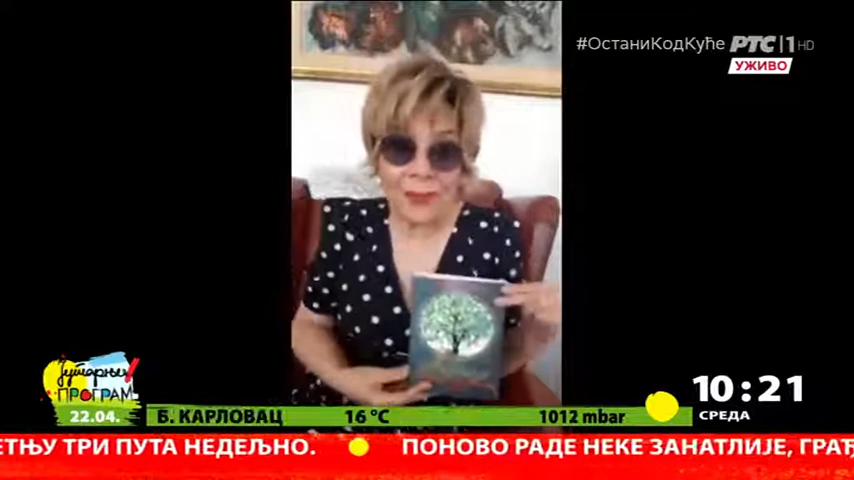 #ОстаниКодКуће РТС 1 HD
УЖИВО
Јутарњи
ПРОГРАМ
22.04.
Б. КАРЛОВАЦ 16 °C 1012 mbar
10:21
СРЕДА
ЕТЊУ ТРИ ПУТА НЕДЕЉНО. ПОНОВО РАДЕ НЕКЕ ЗАНАТЛИЈЕ, ГРАЂ